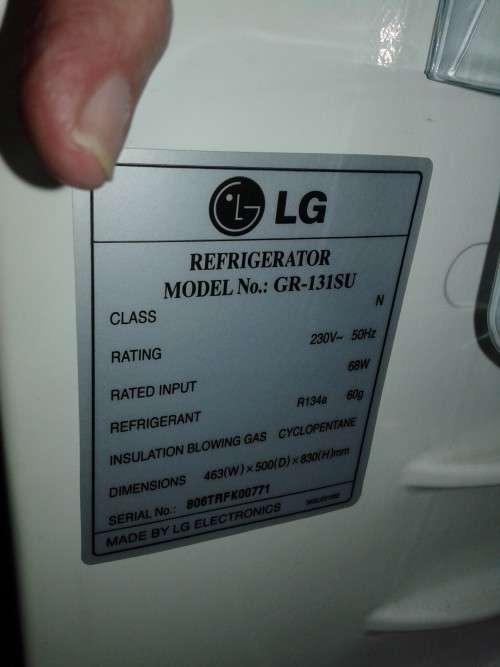 LG
REFRIGERATOR
MODEL No.: GR-131SU
CLASS N
RATING 230V~ 50Hz
RATED INPUT 68W
REFRIGERANT R134a 60g
INSULATION BLOWING GAS CYCLOPENTANE
DIMENSIONS 463(W)×500(D)×830(H)mm
SERIAL No.: 806TRFK00771
MADE BY LG ELECTRONICS